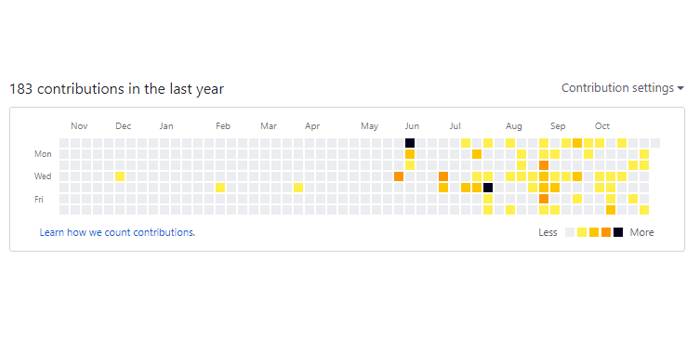 183 contributions in the last year
Contribution settings
Nov Dec Jan Feb Mar Apr May Jun Jul Aug Sep Oct
Mon
Wed
Fri
Learn how we count contributions.
Less More